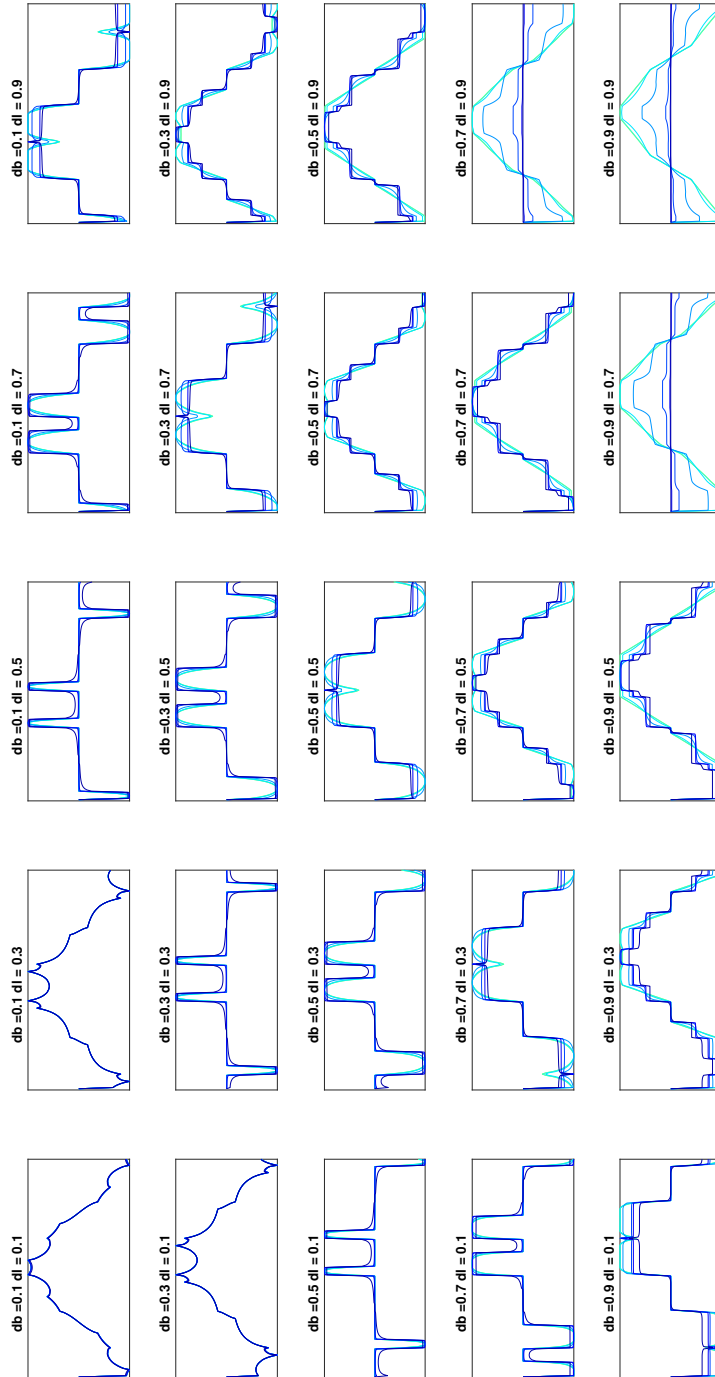 db =0.1 dl = 0.1
db =0.1 dl = 0.3
db =0.1 dl = 0.5
db =0.1 dl = 0.7
db =0.1 dl = 0.9
db =0.3 dl = 0.1
db =0.3 dl = 0.3
db =0.3 dl = 0.5
db =0.3 dl = 0.7
db =0.3 dl = 0.9
db =0.5 dl = 0.1
db =0.5 dl = 0.3
db =0.5 dl = 0.5
db =0.5 dl = 0.7
db =0.5 dl = 0.9
db =0.7 dl = 0.1
db =0.7 dl = 0.3
db =0.7 dl = 0.5
db =0.7 dl = 0.7
db =0.7 dl = 0.9
db =0.9 dl = 0.1
db =0.9 dl = 0.3
db =0.9 dl = 0.5
db =0.9 dl = 0.7
db =0.9 dl = 0.9